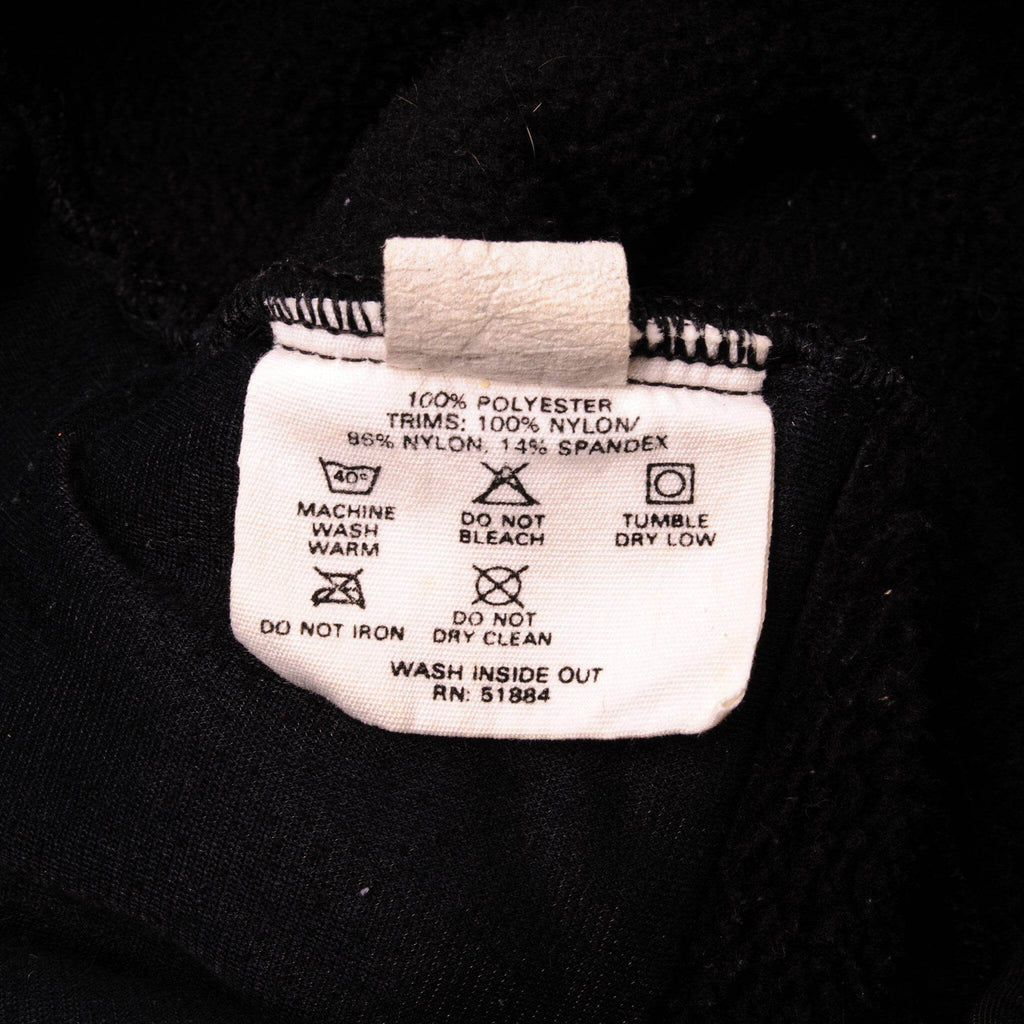 100% POLYESTER
TRIMS: 100% NYLON/
86% NYLON, 14% SPANDEX
40°
MACHINE
WASH
WARM
DO NOT
BLEACH
TUMBLE
DRY LOW
DO NOT IRON
DO NOT
DRY CLEAN
WASH INSIDE OUT
RN: 51884